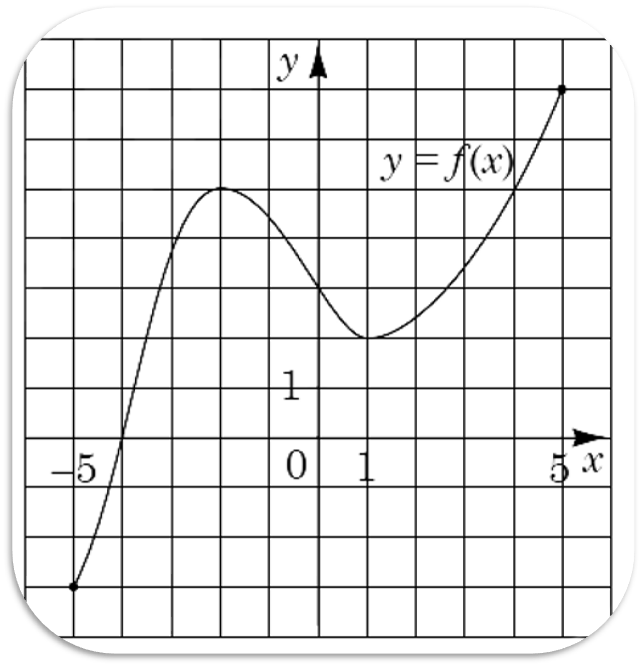 y
y = f(x)
1
–5 0 1 5 x